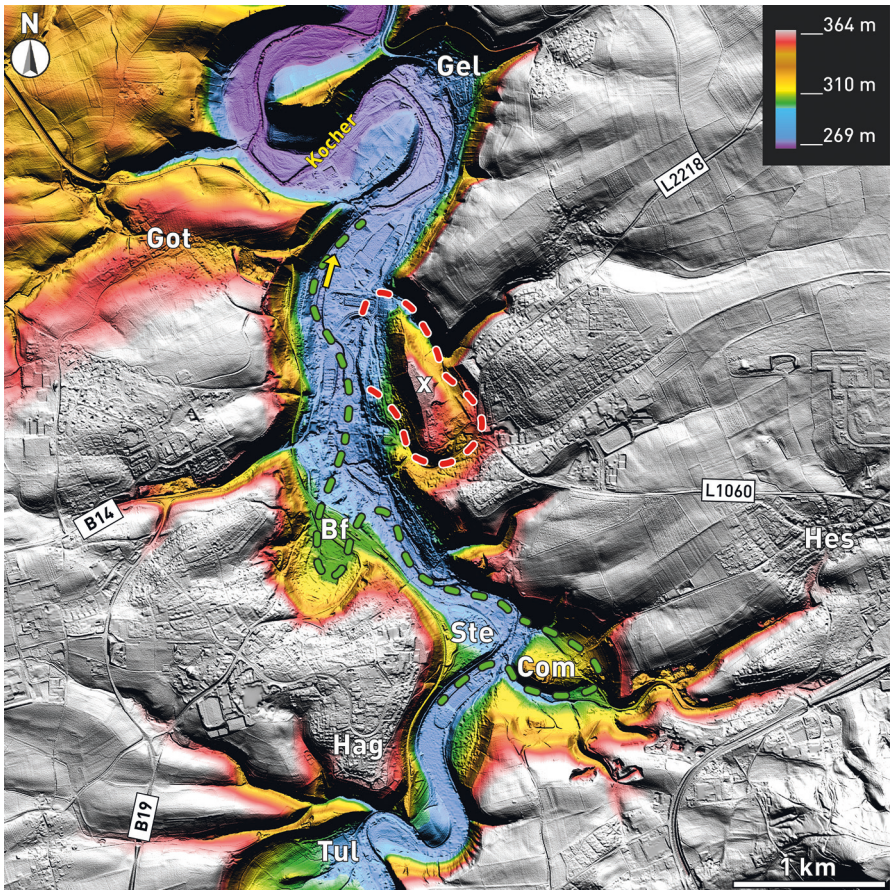 N
364 m
310 m
269 m
Gel
Kocher
L2218
Got
x
B14
L1060
Bf
Hes
Ste
Com
Hag
B19
Tul
1 km